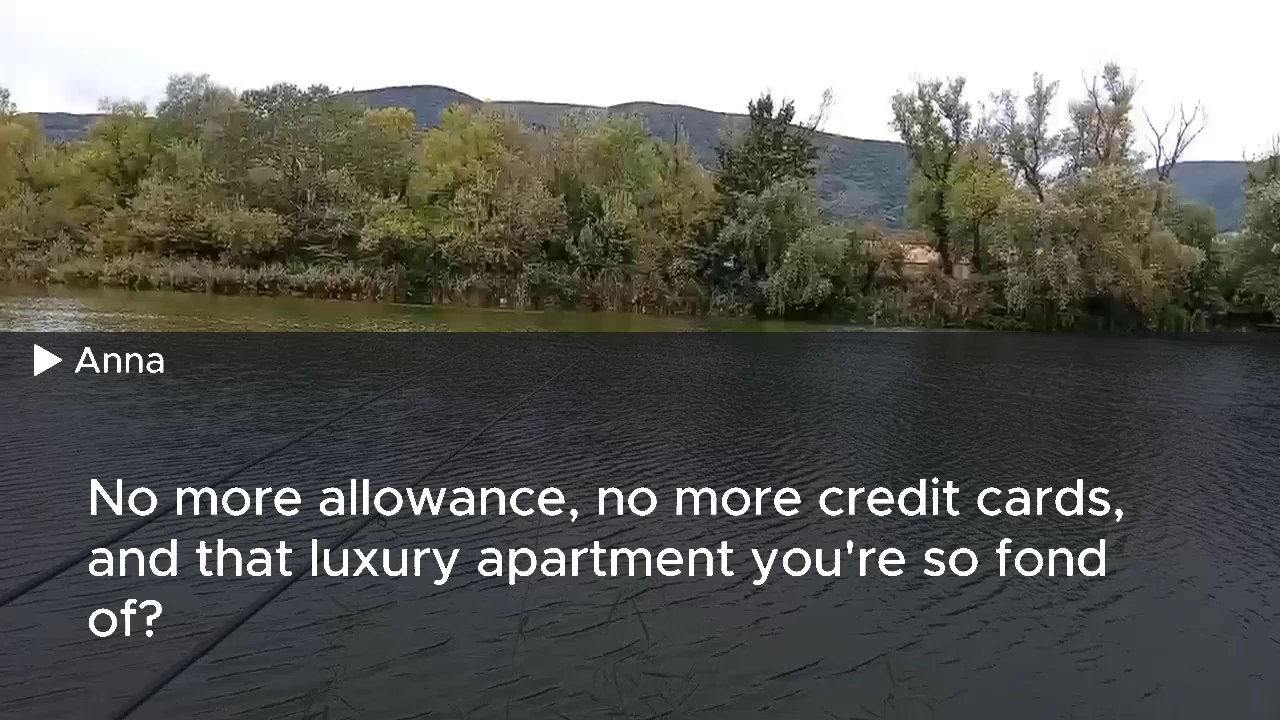 Anna
No more allowance, no more credit cards,
and that luxury apartment you're so fond
of?